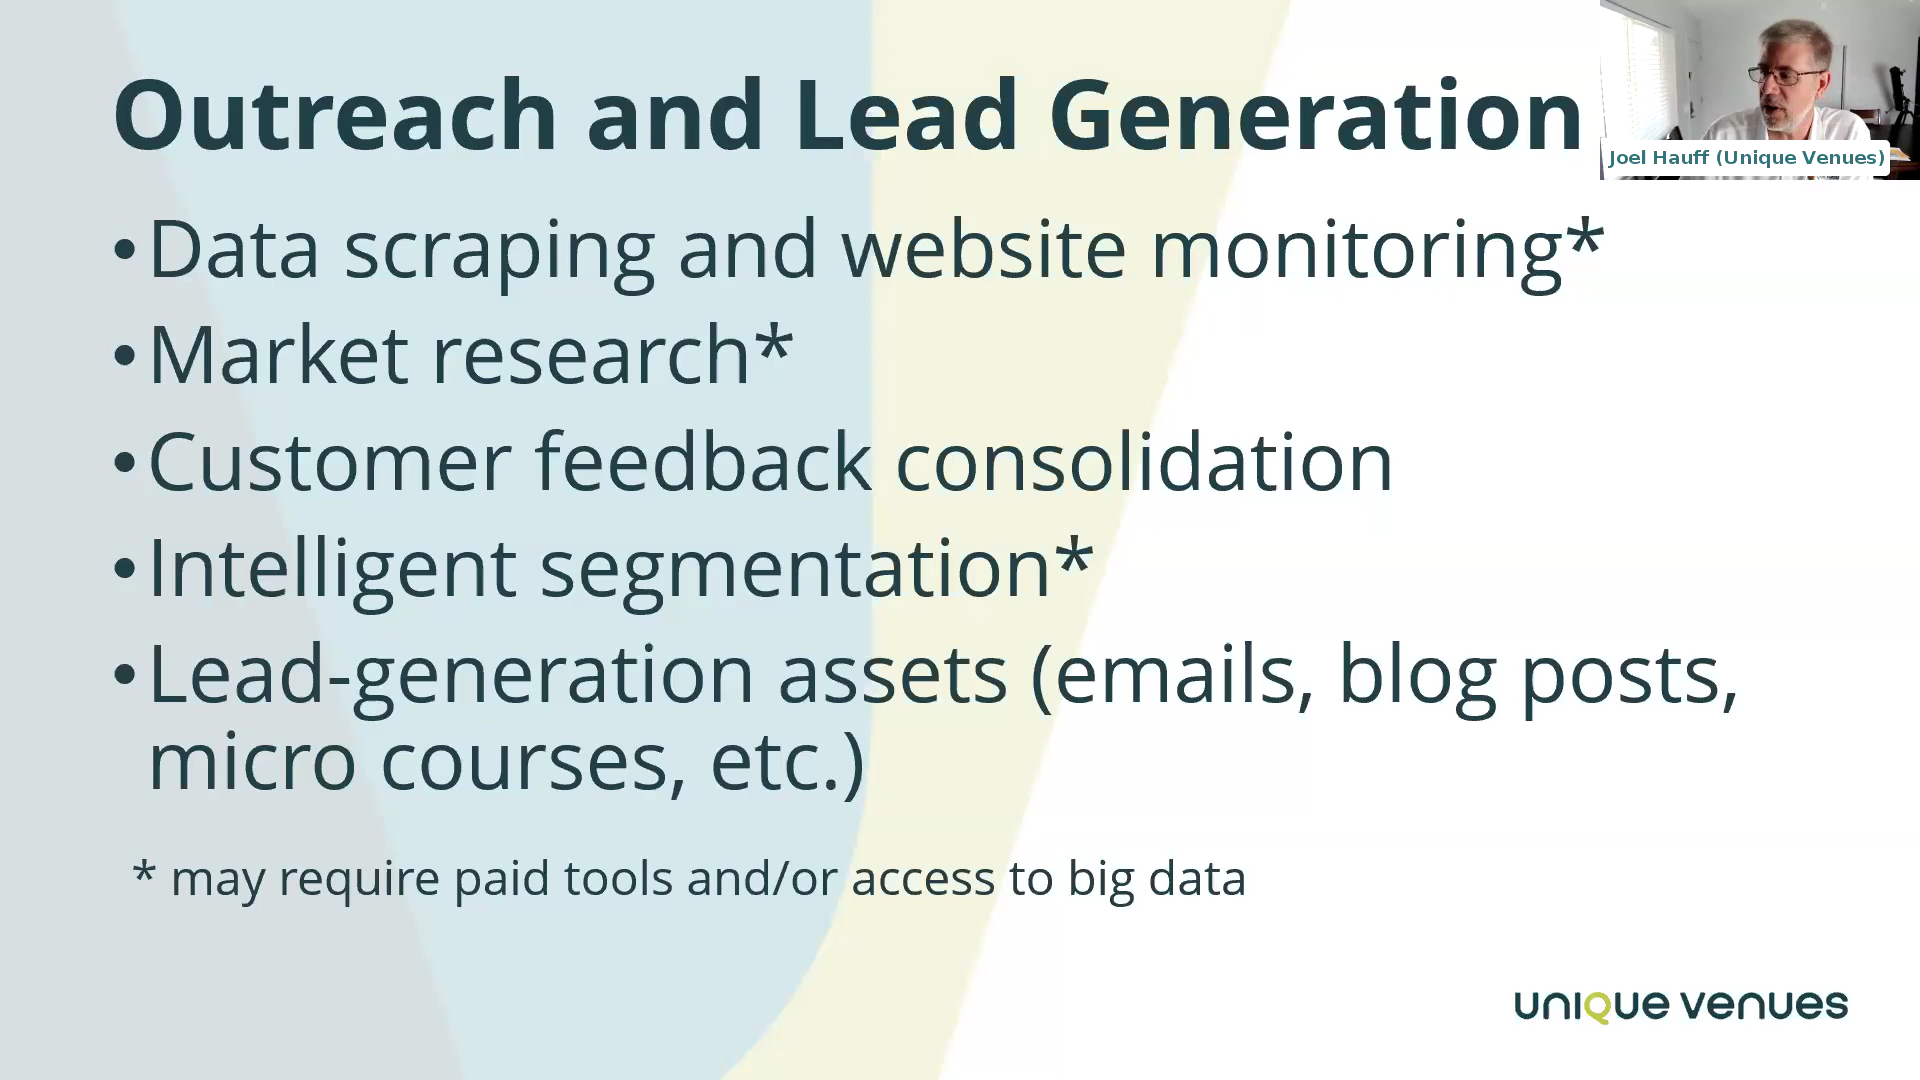 Outreach and Lead Generation
Joel Hauff (Unique Venues)
•Data scraping and website monitoring*
•Market research*
•Customer feedback consolidation
•Intelligent segmentation*
•Lead-generation assets (emails, blog posts,
micro courses, etc.)
* may require paid tools and/or access to big data
unique venues